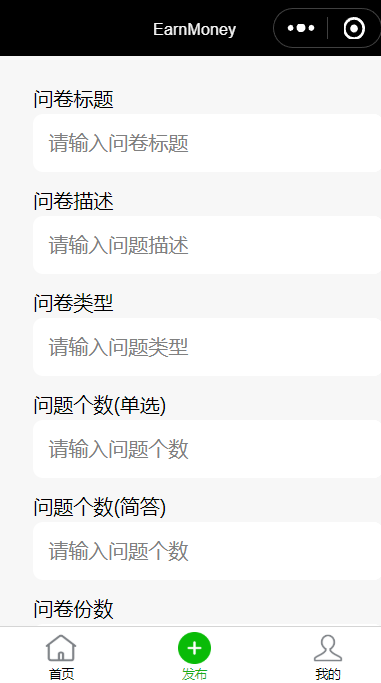 EarnMoney
问卷标题
请输入问卷标题
问卷描述
请输入问题描述
问卷类型
请输入问题类型
问题个数(单选)
请输入问题个数
问题个数(简答)
请输入问题个数
问卷份数
首页
发布
我的